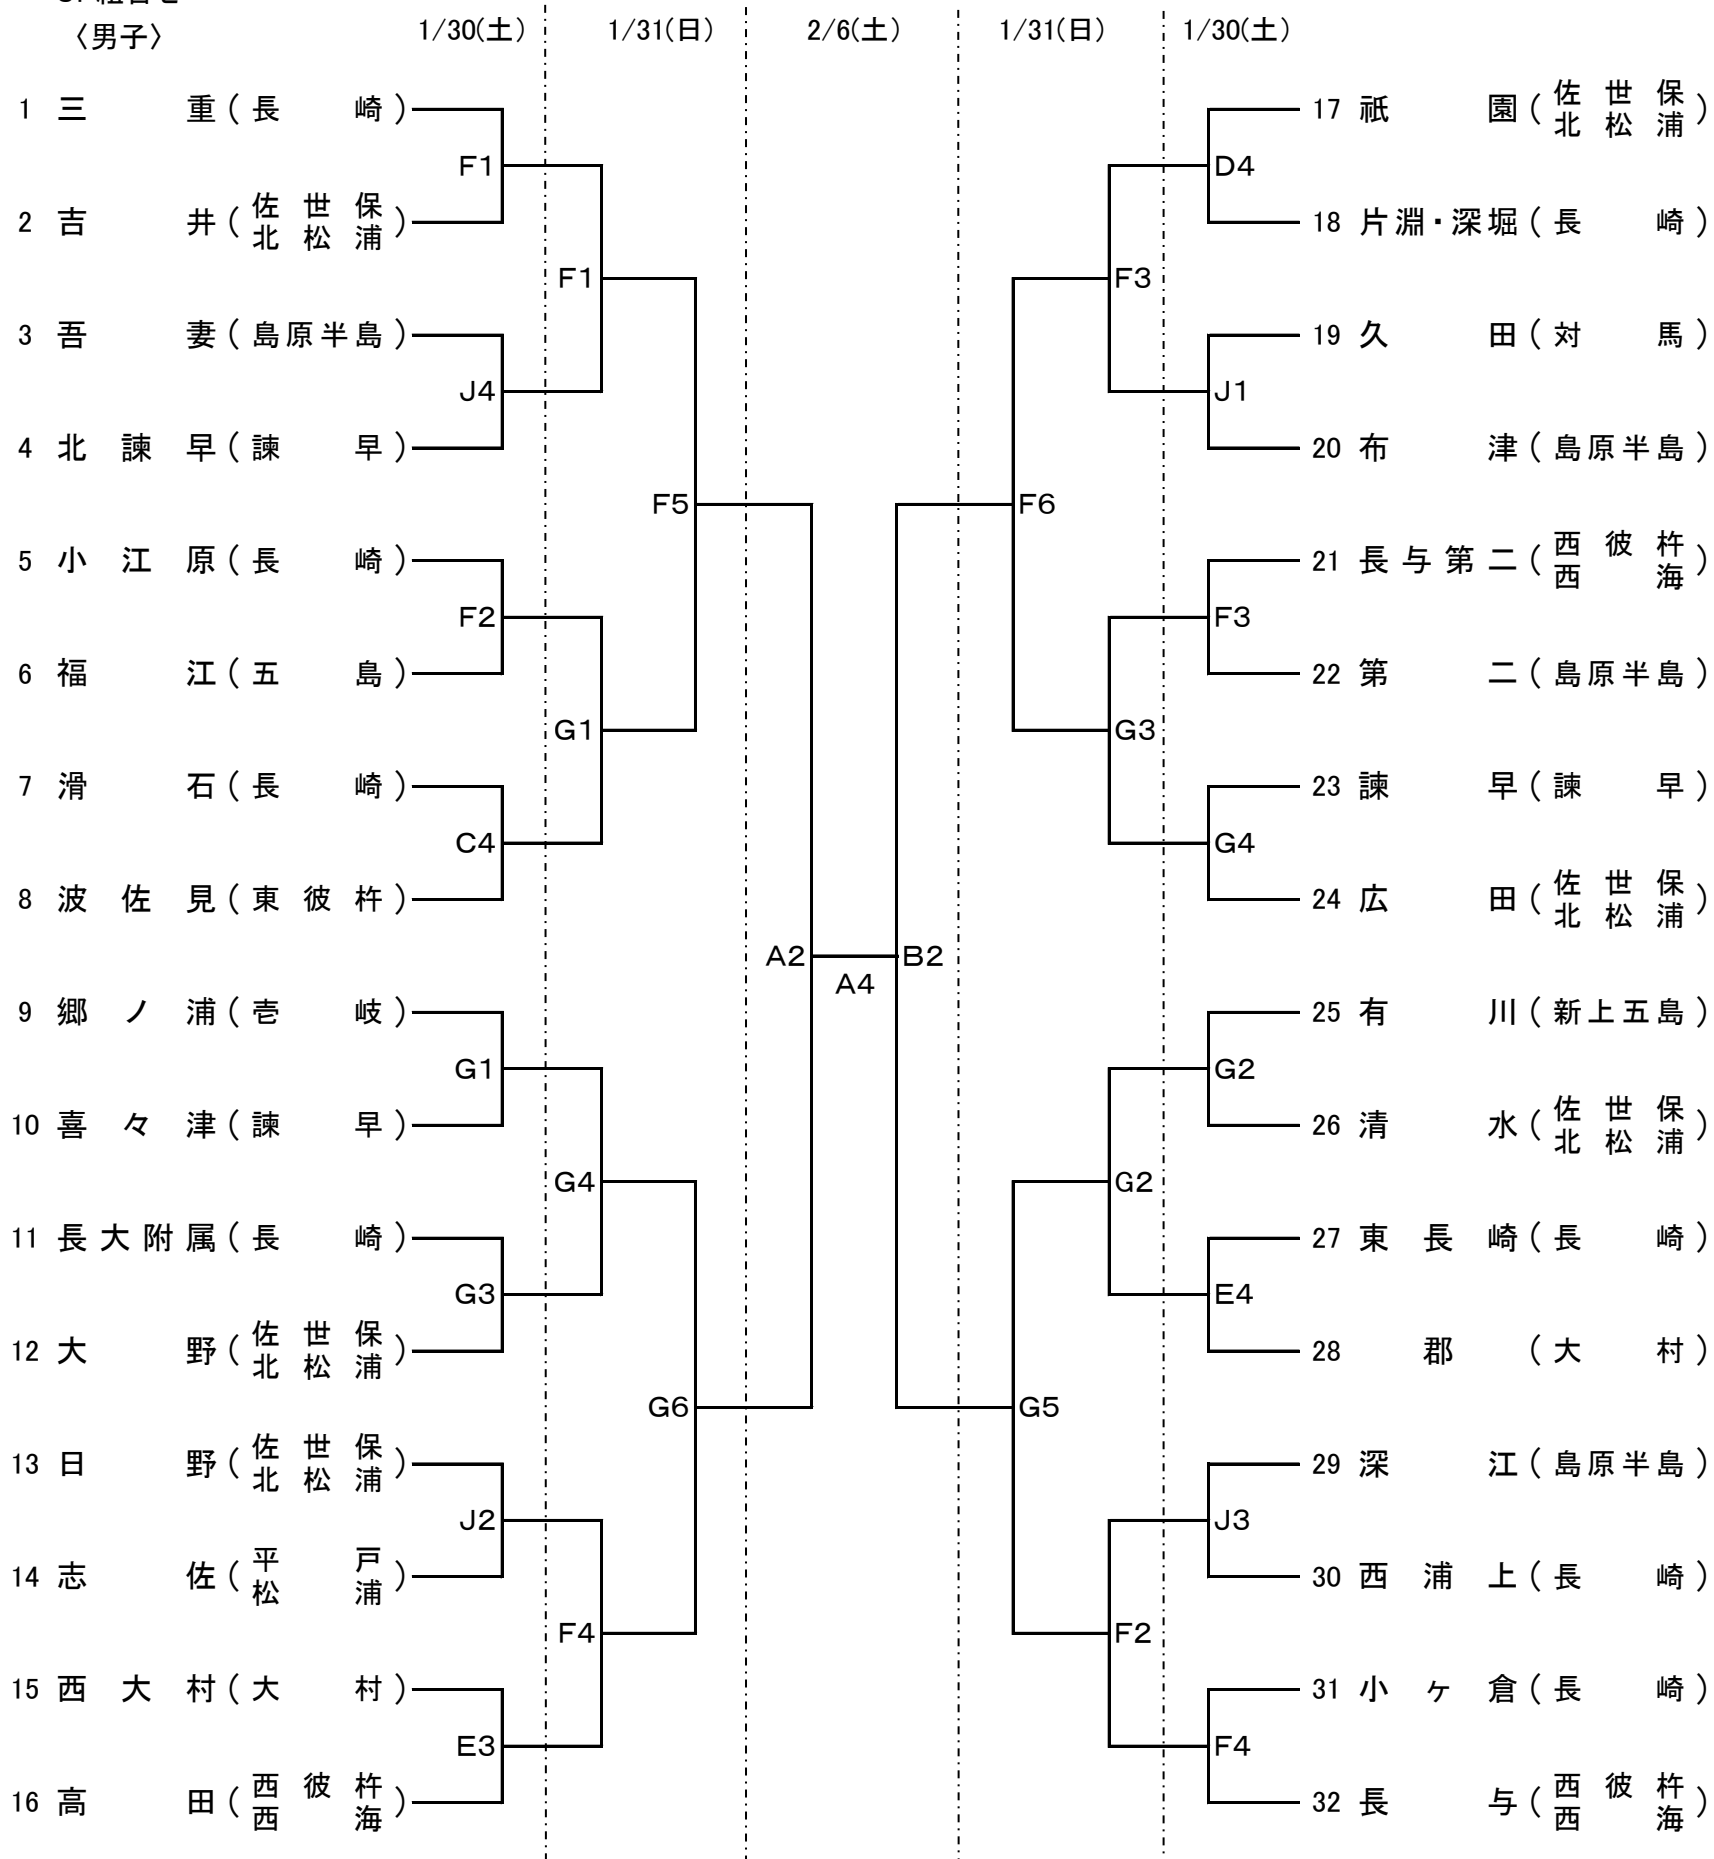 〈男子〉
1/30(土) 1/31(日) 2/6(土) 1/31(日) 1/30(土)
1 三重(長崎)
F1
2 吉井(佐世保北松浦)
F1
3 吾妻(島原半島)
J4
4 北諫早(諫早)
F5
5 小江原(長崎)
F2
6 福江(五島)
G1
7 滑石(長崎)
C4
8 波佐見(東彼杵)
A2
A4
B2
9 郷ノ浦(壱岐)
G1
10 喜々津(諫早)
G4
11 長大附属(長崎)
G3
12 大野(佐世保北松浦)
G6
13 日野(佐世保北松浦)
J2
14 志佐(平戸松浦)
F4
15 西大村(大村)
E3
16 高田(西彼杵西海)
17 祇園(佐世保北松浦)
D4
18 片淵・深堀(長崎)
F3
19 久田(対馬)
J1
20 布津(島原半島)
F6
21 長与第二(西彼杵西海)
F3
22 第二(島原半島)
G3
23 諫早(諫早)
G4
24 広田(佐世保北松浦)
25 有川(新上五島)
G2
26 清水(佐世保北松浦)
G2
27 東長崎(長崎)
E4
28 郡(大村)
G5
29 深江(島原半島)
J3
30 西浦上(長崎)
F2
31 小ヶ倉(長崎)
F4
32 長与(西彼杵西海)